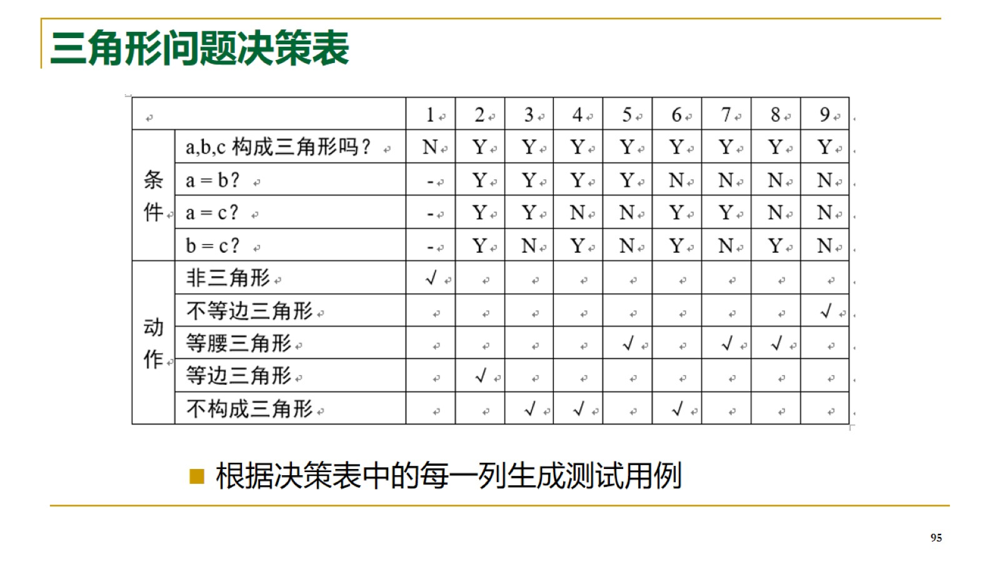 三角形问题决策表
1 2 3 4 5 6 7 8 9
条件
a,b,c 构成三角形吗? N Y Y Y Y Y Y Y Y
a = b? - Y Y Y Y N N N N
a = c? - Y Y N N Y Y N N
b = c? - Y N Y N Y N Y N
动作
非三角形 √
不等边三角形 √
等腰三角形 √ √ √
等边三角形 √
不构成三角形 √ √ √
根据决策表中的每一列生成测试用例
95